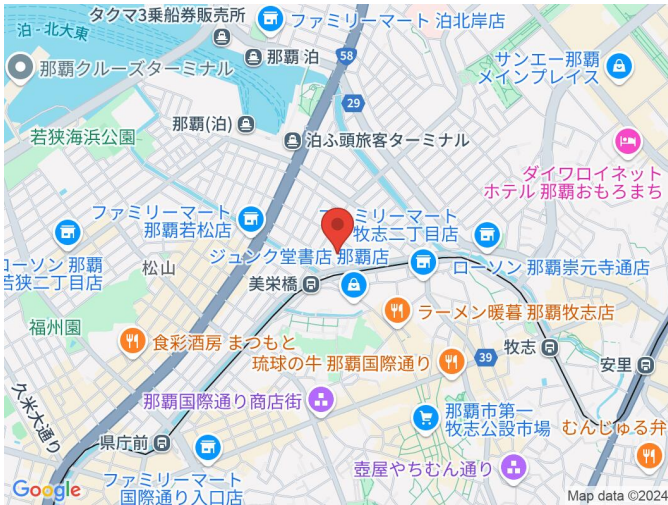 タクマ3乗船券販売所
ファミリーマート 泊北岸店
泊 - 北大東
那覇 泊
58
サンエー那覇
メインプレイス
那覇クルーズターミナル
29
那覇(泊)
若狭海浜公園
泊ふ頭旅客ターミナル
ダイワロイネット
ホテル 那覇おもろまち
ファミリーマート
那覇若松店
ファミリーマート
牧志二丁目店
ジュンク堂書店 那覇店
ローソン 那覇
若狭二丁目店
松山
ローソン 那覇崇元寺通店
美栄橋
ラーメン暖暮 那覇牧志店
福州園
食彩酒房 まつもと
牧志
琉球の牛 那覇国際通り
39
安里
久米大通り
那覇国際通り商店街
那覇市第一
牧志公設市場
むんじゅる弁
県庁前
壺屋やちむん通り
ファミリーマート
国際通り入口店
Google
Map data ©2024